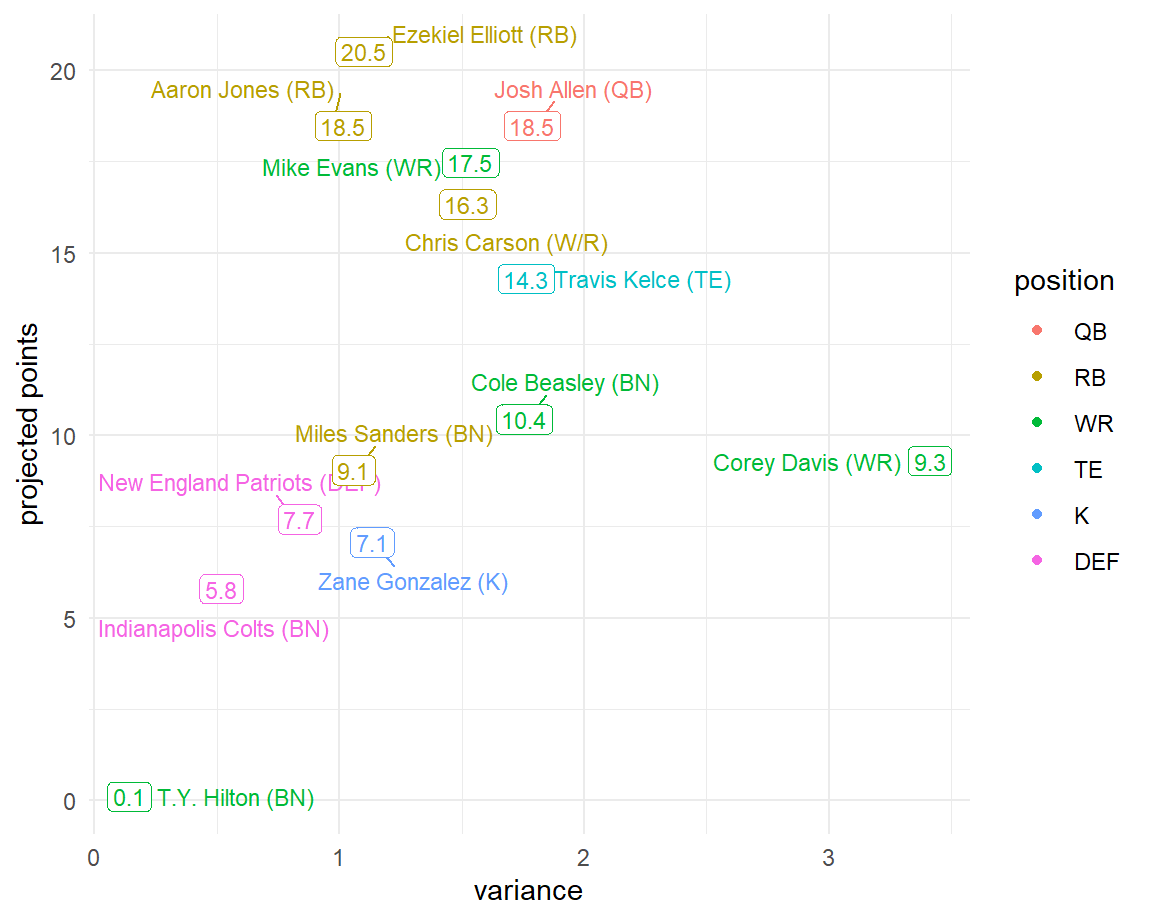 Ezekiel Elliott (RB)
20.5
20
Aaron Jones (RB)
Josh Allen (QB)
18.5
18.5
Mike Evans (WR)
17.5
16.3
Chris Carson (W/R)
15
14.3
Travis Kelce (TE)
Cole Beasley (BN)
10.4
10
Miles Sanders (BN)
9.1
Corey Davis (WR)
9.3
New England Patriots (DEF)
7.7
7.1
Zane Gonzalez (K)
5.8
5
Indianapolis Colts (BN)
0
0.1
T.Y. Hilton (BN)
0
1
2
3
variance
projected points
position
QB
RB
WR
TE
K
DEF